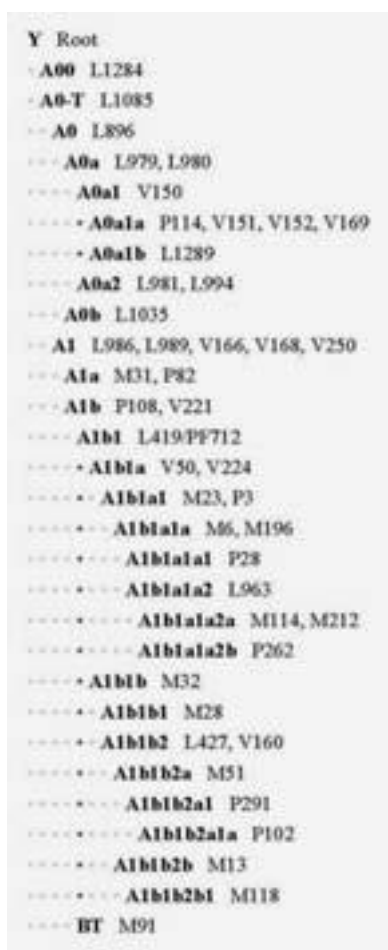 Y Root
A00 L1284
A0-T L1085
A0 L896
A0a L979, L980
A0a1 V150
A0a1a P114, V151, V152, V169
A0a1b L1289
A0a2 L981, L994
A0b L1035
A1 L986, L989, V166, V168, V250
A1a M31, P82
A1b P108, V221
A1b1 L419/PF712
A1b1a V50, V224
A1b1a1 M23, P3
A1b1a1a M6, M196
A1b1a1a1 P28
A1b1a1a2 L963
A1b1a1a2a M114, M212
A1b1a1a2b P262
A1b1b M32
A1b1b1 M28
A1b1b2 L427, V160
A1b1b2a M51
A1b1b2a1 P291
A1b1b2a1a P102
A1b1b2b M13
A1b1b2b1 M118
BT M91